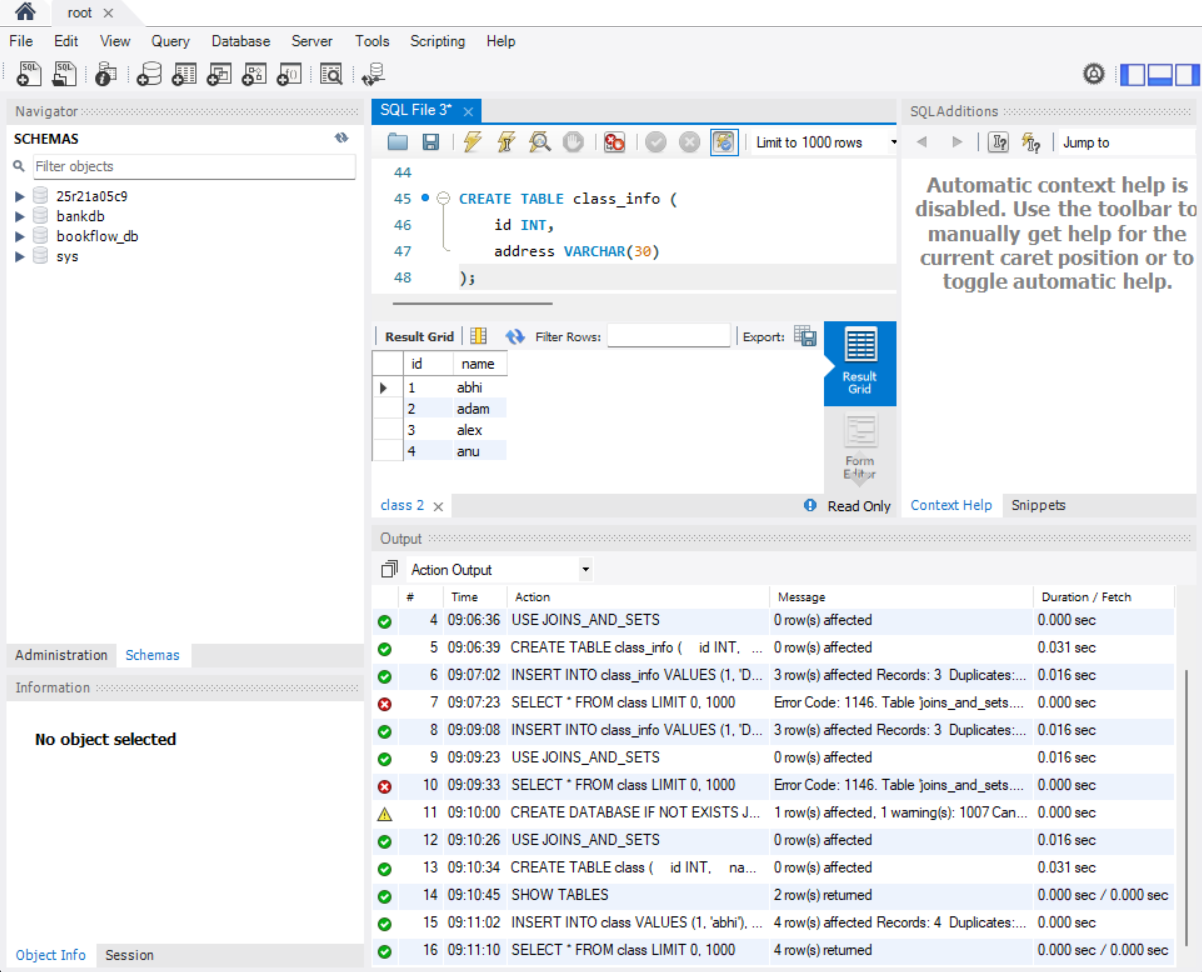 root
File Edit View Query Database Server Tools Scripting Help
Navigator
SCHEMAS
Filter objects
25r21a05c9
bankdb
bookflow_db
sys
Administration Schemas
Information
No object selected
Object Info Session
SQL File 3*
Limit to 1000 rows
44
45 CREATE TABLE class_info (
46 id INT,
47 address VARCHAR(30)
48 );
Result Grid Filter Rows: Export:
id name
1 abhi
2 adam
3 alex
4 anu
Result
Grid
Form
Editor
class 2 Read Only
SQLAdditions
Jump to
Automatic context help is
disabled. Use the toolbar to
manually get help for the
current caret position or to
toggle automatic help.
Context Help Snippets
Output
Action Output
# Time Action Message Duration / Fetch
4 09:06:36 USE JOINS_AND_SETS 0 row(s) affected 0.000 sec
5 09:06:39 CREATE TABLE class_info ( id INT, ... 0 row(s) affected 0.031 sec
6 09:07:02 INSERT INTO class_info VALUES (1, 'D... 3 row(s) affected Records: 3 Duplicates:... 0.016 sec
7 09:07:23 SELECT * FROM class LIMIT 0, 1000 Error Code: 1146. Table 'joins_and_sets.... 0.000 sec
8 09:09:08 INSERT INTO class_info VALUES (1, 'D... 3 row(s) affected Records: 3 Duplicates:... 0.016 sec
9 09:09:23 USE JOINS_AND_SETS 0 row(s) affected 0.016 sec
10 09:09:33 SELECT * FROM class LIMIT 0, 1000 Error Code: 1146. Table 'joins_and_sets.... 0.000 sec
11 09:10:00 CREATE DATABASE IF NOT EXISTS J... 1 row(s) affected, 1 warning(s): 1007 Can... 0.000 sec
12 09:10:26 USE JOINS_AND_SETS 0 row(s) affected 0.016 sec
13 09:10:34 CREATE TABLE class ( id INT, na... 0 row(s) affected 0.031 sec
14 09:10:45 SHOW TABLES 2 row(s) returned 0.000 sec / 0.000 sec
15 09:11:02 INSERT INTO class VALUES (1, 'abhi'), ... 4 row(s) affected Records: 4 Duplicates:... 0.000 sec
16 09:11:10 SELECT * FROM class LIMIT 0, 1000 4 row(s) returned 0.000 sec / 0.000 sec